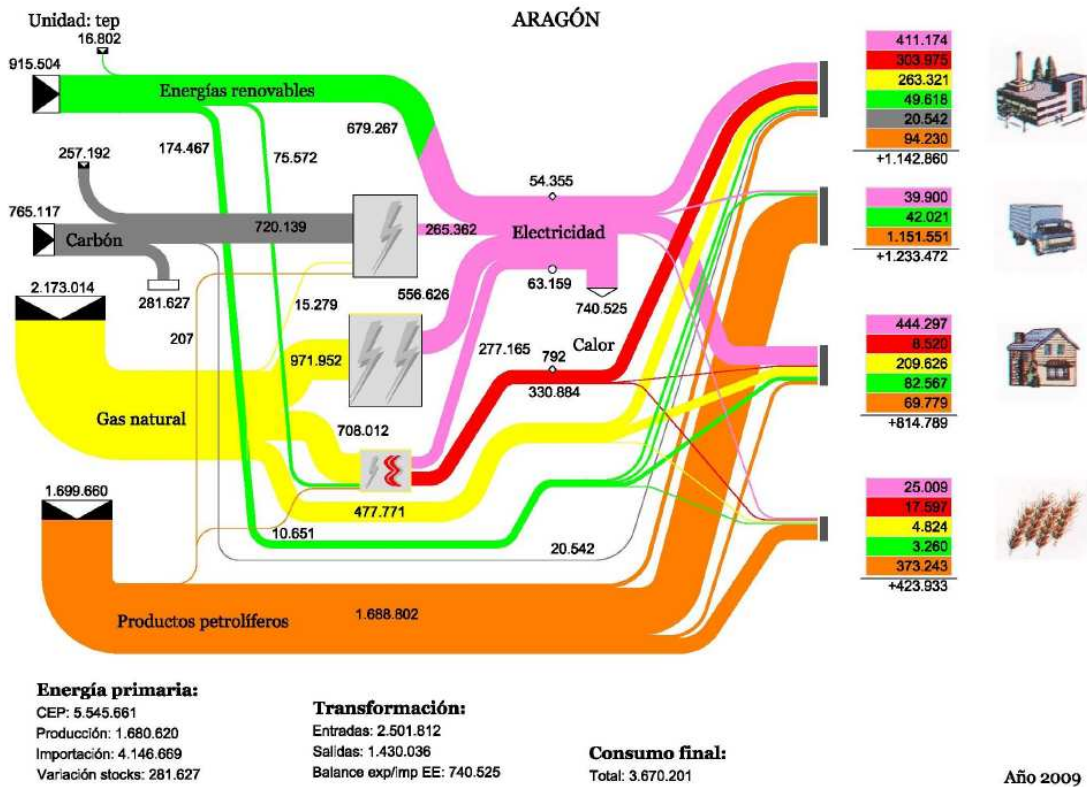 ARAGÓN
Unidad: tep
16.802
915.504
Energías renovables
679.267
174.467
75.572
257.192
765.117
Carbón
720.139
281.627
265.362
54.355
Electricidad
63.159
740.525
2.173.014
15.279
207
556.626
971.952
277.165
Calor
792
330.884
Gas natural
708.012
477.771
1.699.660
10.651
20.542
Productos petrolíferos
1.688.802
411.174
303.975
263.321
49.618
20.542
94.230
+1.142.860
39.900
42.021
1.151.551
+1.233.472
444.297
8.520
209.626
82.567
69.779
+814.789
25.009
17.597
4.824
3.260
373.243
+423.933
Energía primaria:
CEP: 5.545.661
Producción: 1.680.620
Importación: 4.146.669
Variación stocks: 281.627
Transformación:
Entradas: 2.501.812
Salidas: 1.430.036
Balance exp/imp EE: 740.525
Consumo final:
Total: 3.670.201
Año 2009